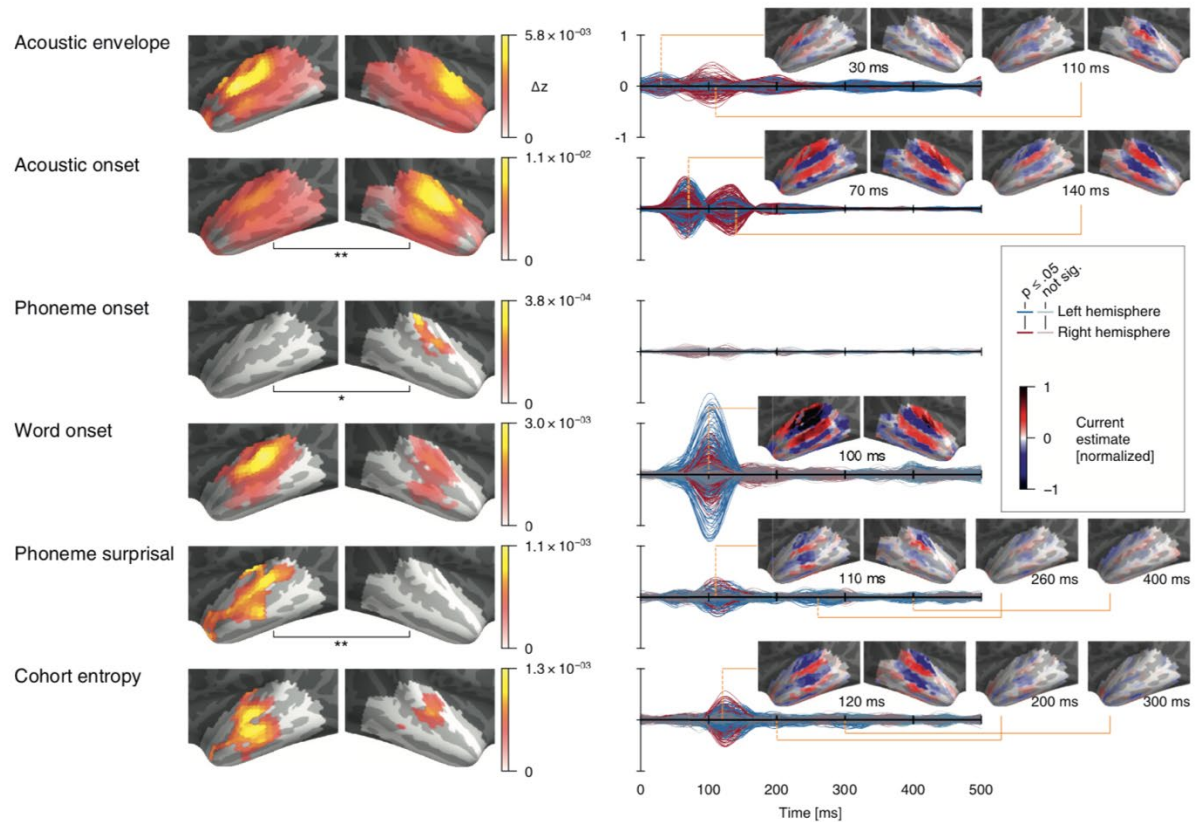 Acoustic envelope
5.8 × 10⁻⁰³
Δz
0
1
0
-1
30 ms
110 ms
Acoustic onset
1.1 × 10⁻⁰²
0
**
70 ms
140 ms
p ≤ .05
not sig.
Left hemisphere
Right hemisphere
1
0
−1
Current
estimate
[normalized]
Phoneme onset
3.8 × 10⁻⁰⁴
0
*
Word onset
3.0 × 10⁻⁰³
0
100 ms
Phoneme surprisal
1.1 × 10⁻⁰³
0
**
110 ms
260 ms
400 ms
Cohort entropy
1.3 × 10⁻⁰³
0
120 ms
200 ms
300 ms
0 100 200 300 400 500
Time [ms]